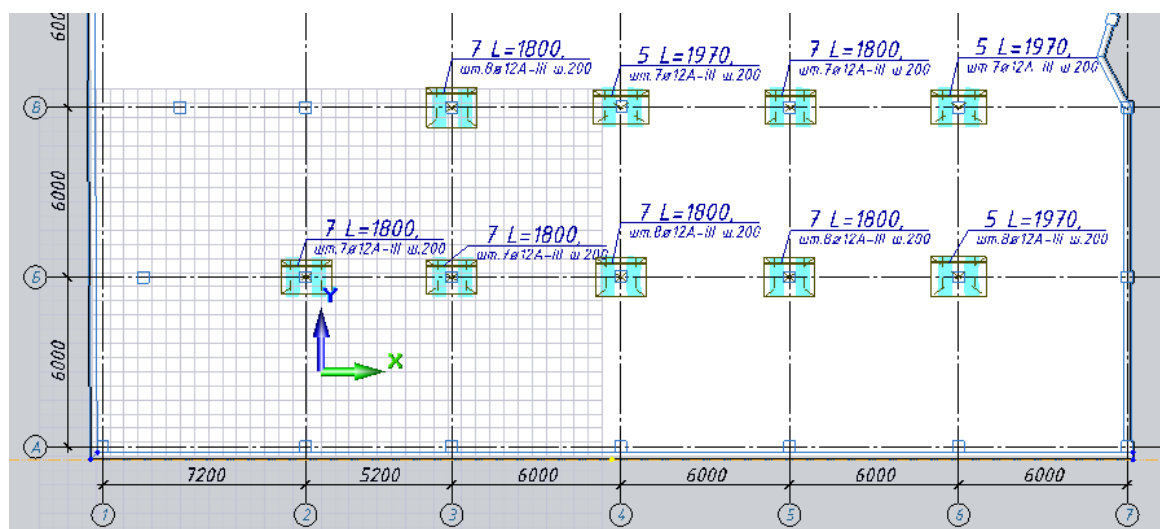 6000
7 L=1800,
шт.8⌀12А-III ш.200
5 L=1970,
шт.7⌀12А-III ш.200
7 L=1800,
шт.7⌀12А-III ш.200
5 L=1970,
шт.7⌀12А-III ш.200
В
6000
7 L=1800,
шт.7⌀12А-III ш.200
7 L=1800,
шт.7⌀12А-III ш.200
7 L=1800,
шт.8⌀12А-III ш.200
7 L=1800,
шт.8⌀12А-III ш.200
5 L=1970,
шт.8⌀12А-III ш.200
Б
Y
X
6000
А
7200 5200 6000 6000 6000 6000
1 2 3 4 5 6 7